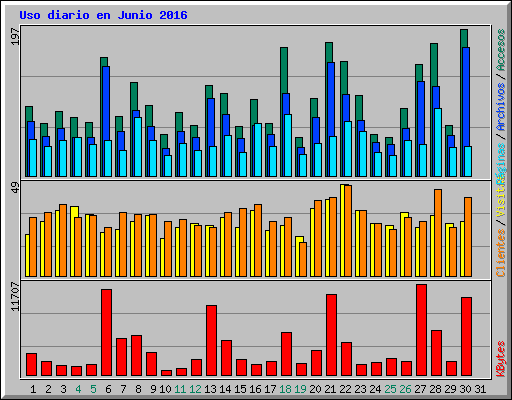 Uso diario en Junio 2016
197
49
11707
Accesos / Archivos / Páginas
Visitas / Clientes
KBytes
1 2 3 4 5 6 7 8 9 10 11 12 13 14 15 16 17 18 19 20 21 22 23 24 25 26 27 28 29 30 31